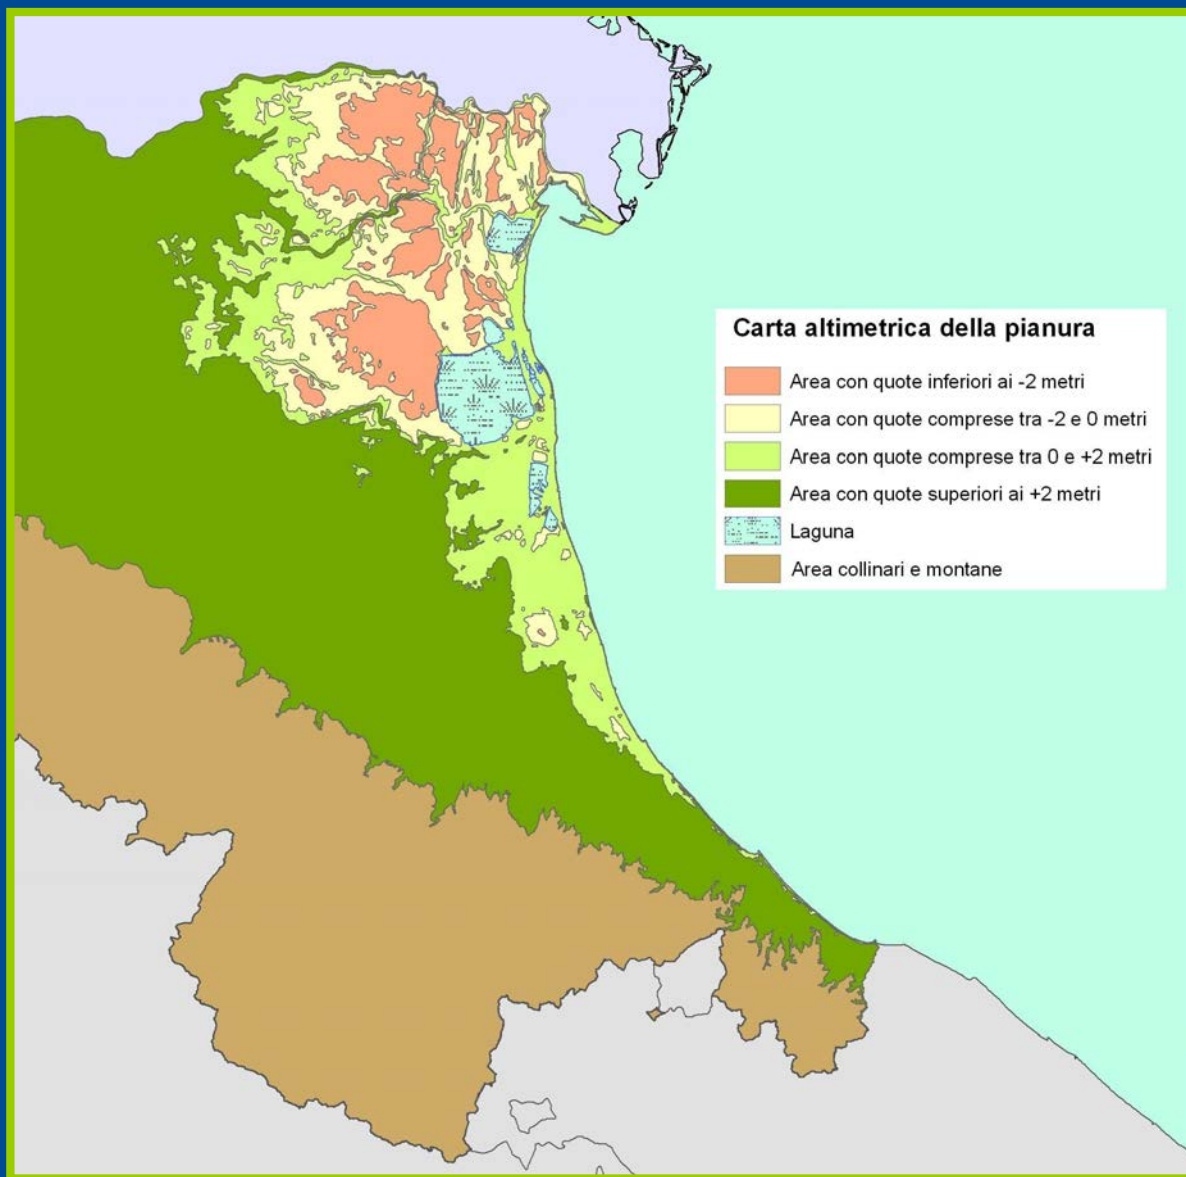 Carta altimetrica della pianura
Area con quote inferiori ai -2 metri
Area con quote comprese tra -2 e 0 metri
Area con quote comprese tra 0 e +2 metri
Area con quote superiori ai +2 metri
Laguna
Area collinari e montane